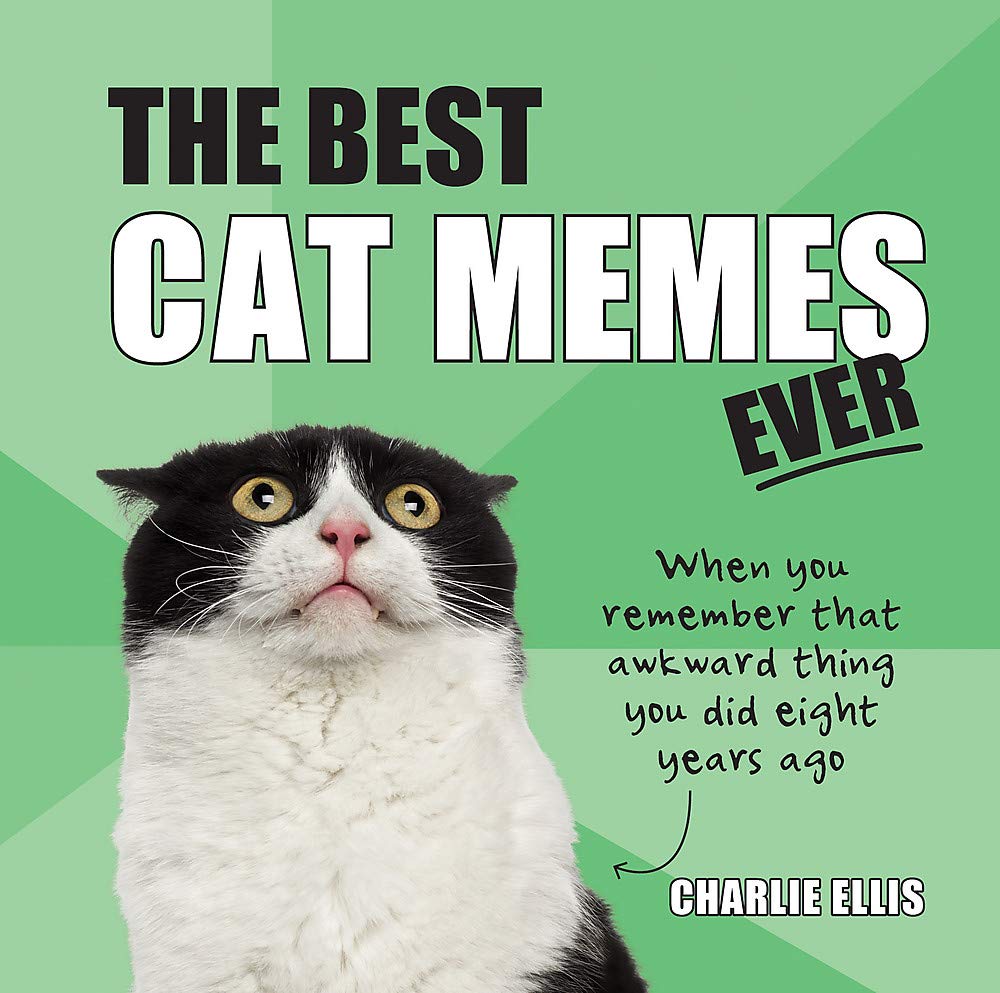 THE BEST
CAT MEMES
EVER
When you
remember that
awkward thing
you did eight
years ago
CHARLIE ELLIS